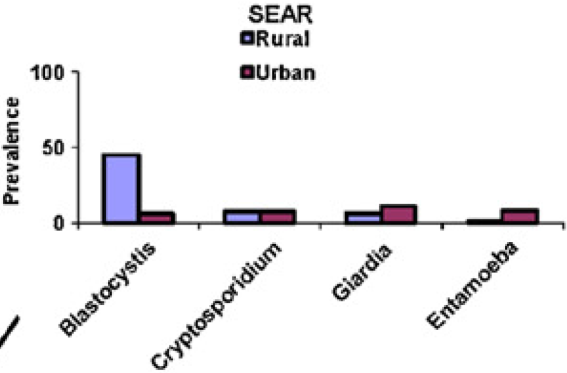 SEAR
Rural
Urban
Prevalence
100
50
0
Blastocystis
Cryptosporidium
Giardia
Entamoeba